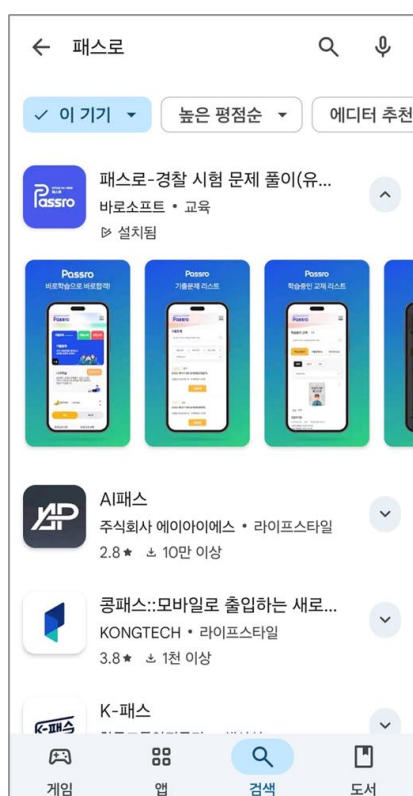 패스로
이 기기
높은 평점순
에디터 추천
Passro
패스로-경찰 시험 문제 풀이(유...
바로소프트 • 교육
설치됨
Passro
바로학습으로 바로합격!
Passro
기출문제 리스트
Passro
학습중인 교재 리스트
AI패스
주식회사 에이아이에스 • 라이프스타일
2.8★ 10만 이상
콩패스::모바일로 출입하는 새로...
KONGTECH • 라이프스타일
3.8★ 1천 이상
K-패스
K-패스
게임
앱
검색
도서